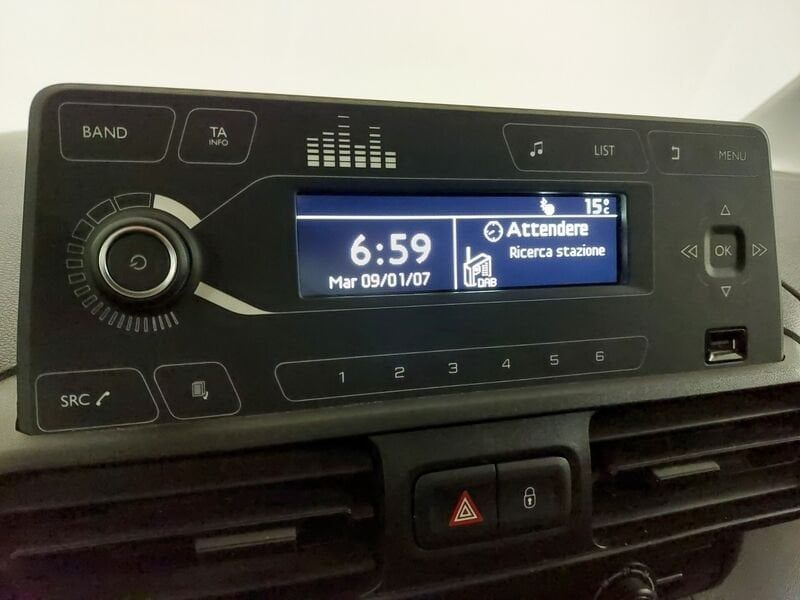 BAND
TA
INFO
LIST
MENU
15°C
6:59
Mar 09/01/07
Attendere
Ricerca stazione
DAB
OK
1 2 3 4 5 6
SRC